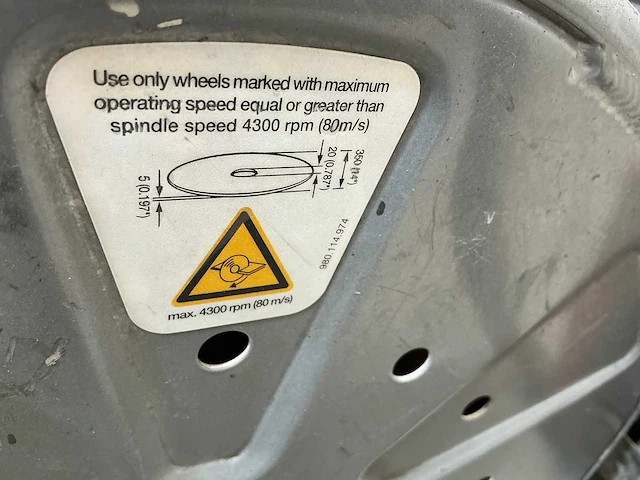 Use only wheels marked with maximum
operating speed equal or greater than
spindle speed 4300 rpm (80m/s)
5 (0.197")
20 (0.787")
350 (14")
980.114.974
max. 4300 rpm (80 m/s)